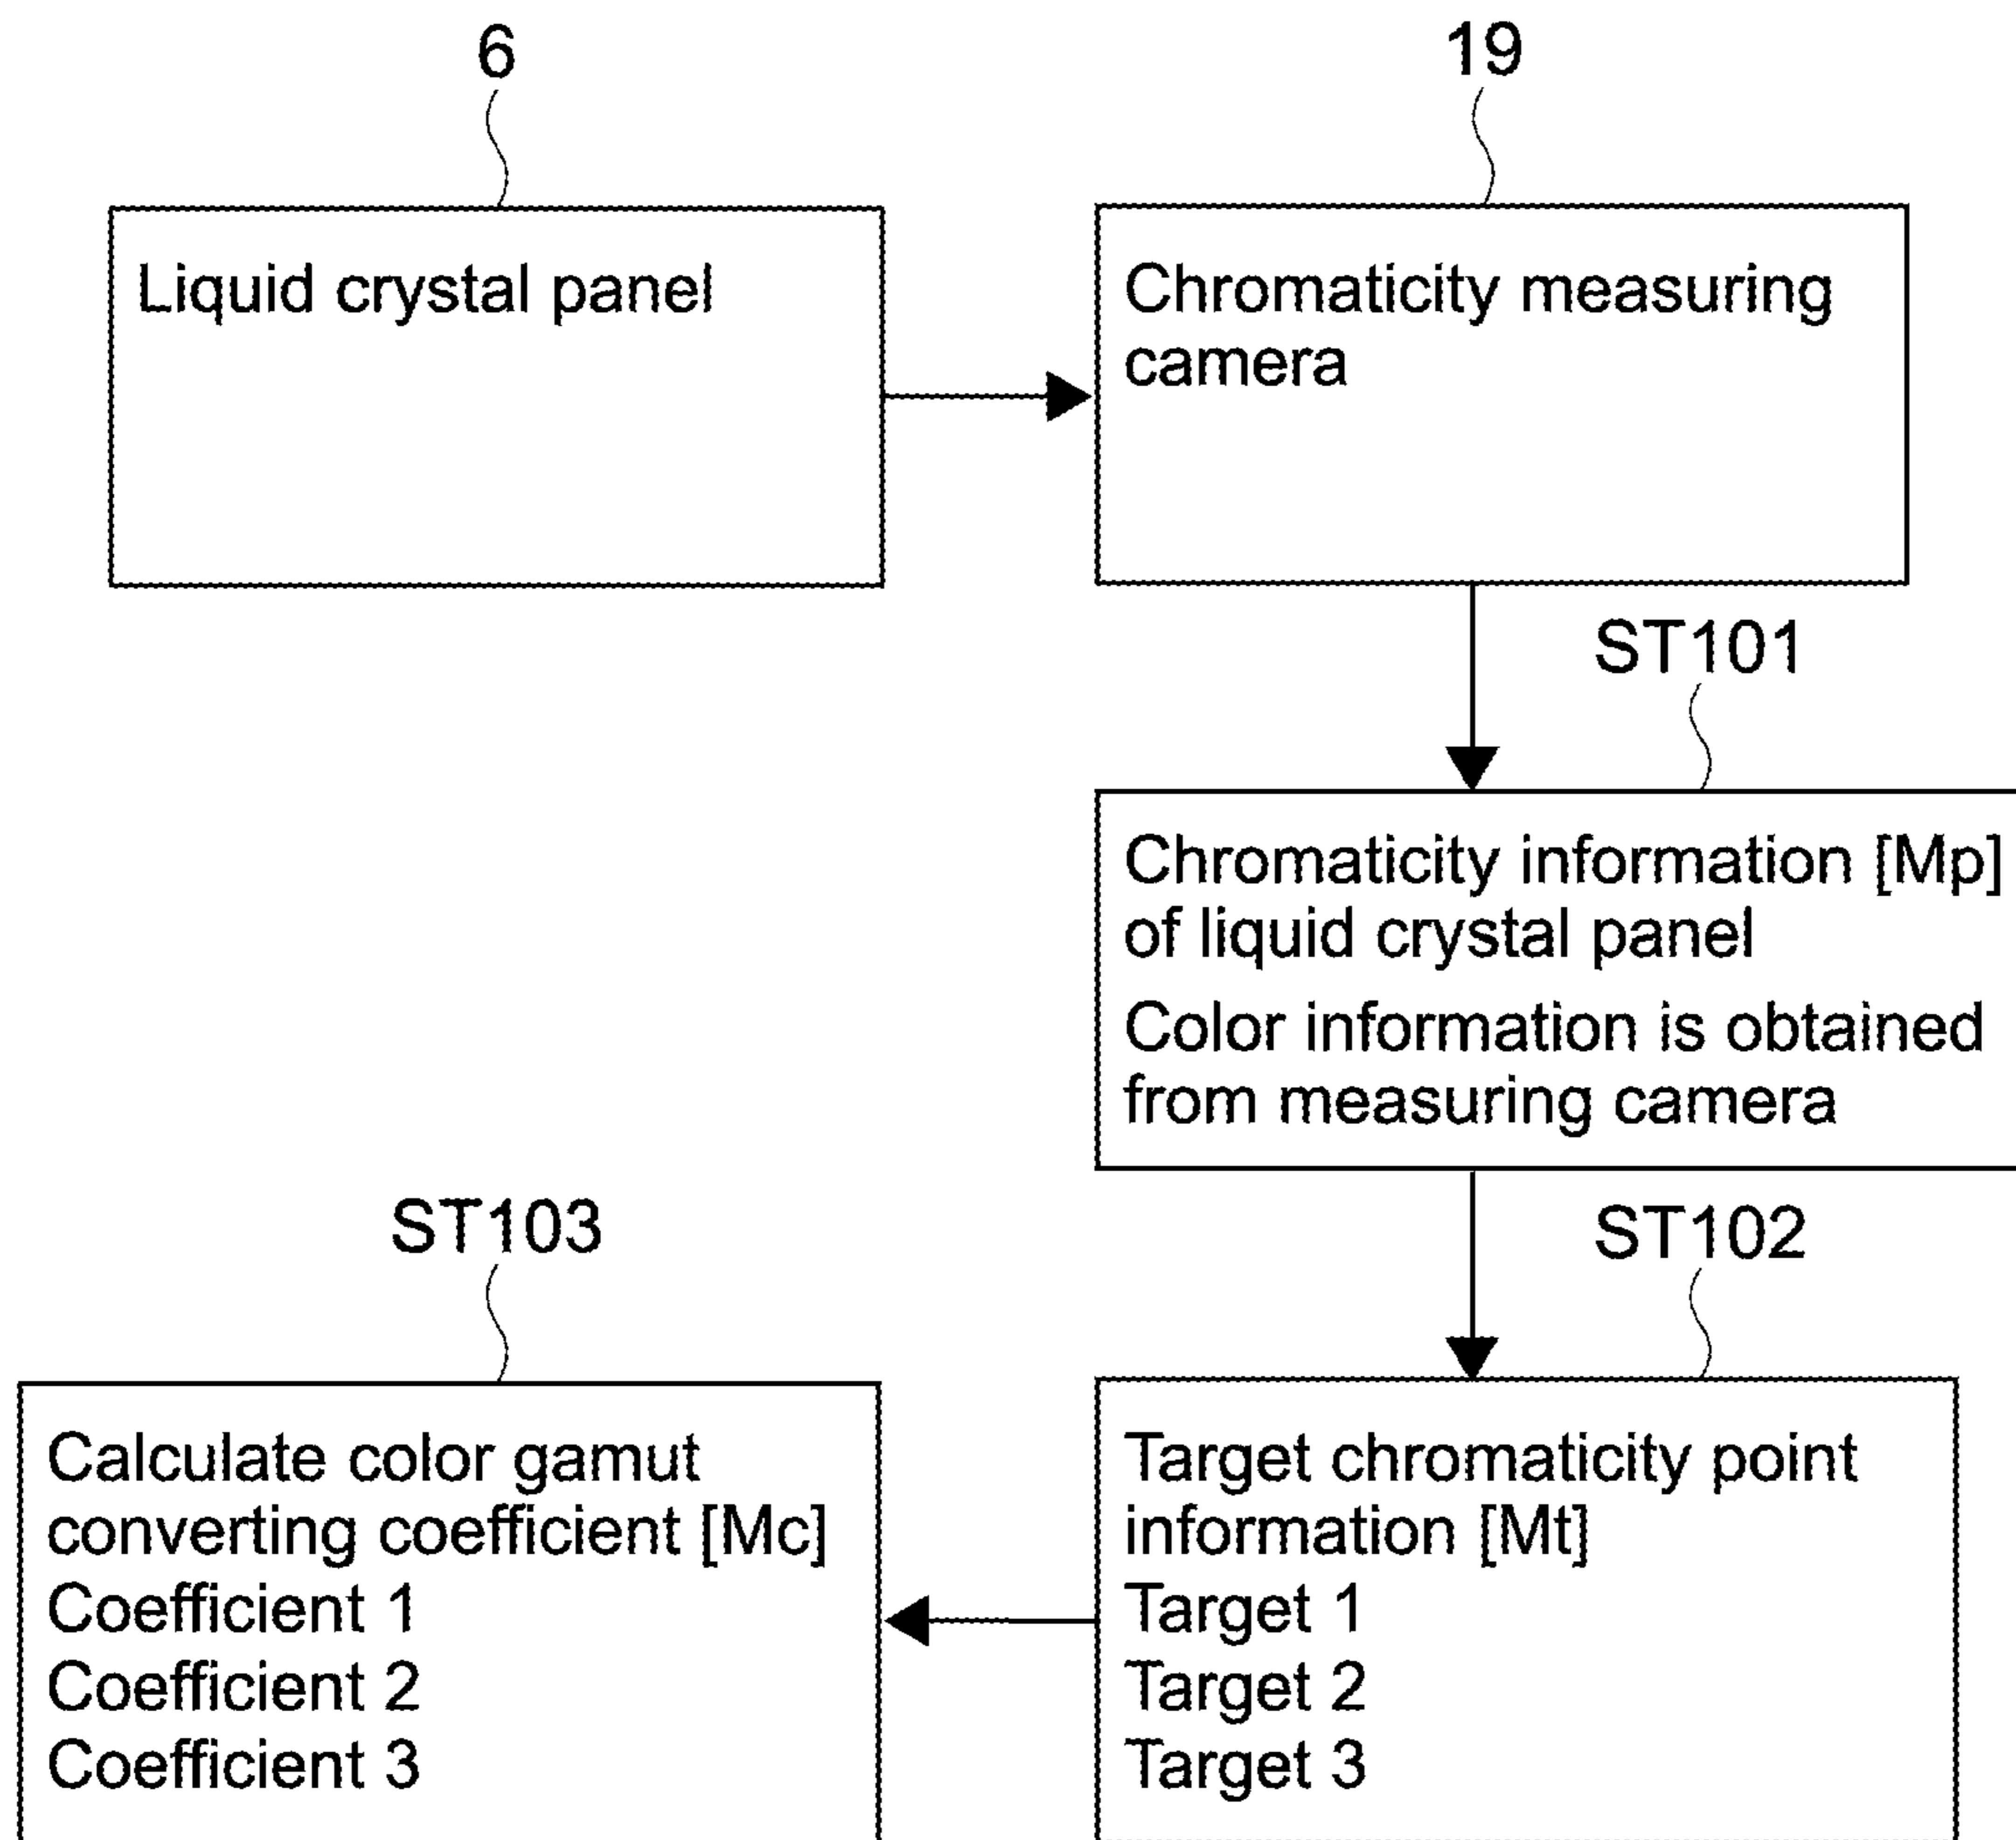 6
19
Liquid crystal panel
Chromaticity measuring
camera
ST101
Chromaticity information [Mp]
of liquid crystal panel
Color information is obtained
from measuring camera
ST103
ST102
Calculate color gamut
converting coefficient [Mc]
Coefficient 1
Coefficient 2
Coefficient 3
Target chromaticity point
information [Mt]
Target 1
Target 2
Target 3